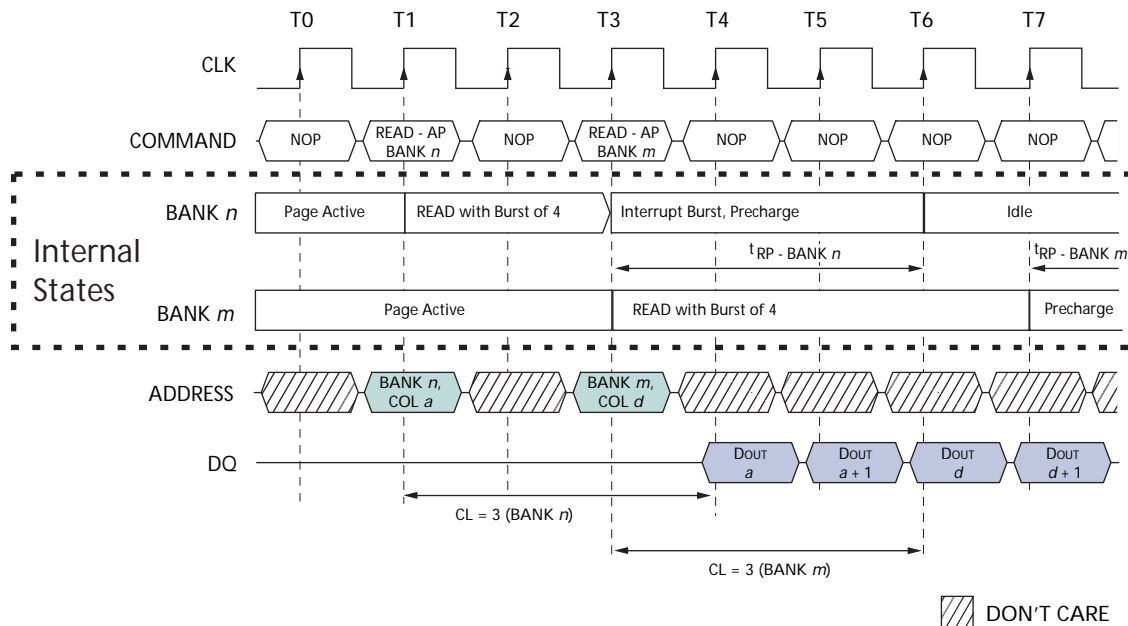 T0 T1 T2 T3 T4 T5 T6 T7
CLK
COMMAND NOP READ - AP BANK n NOP READ - AP BANK m NOP NOP NOP NOP
BANK n Page Active READ with Burst of 4 Interrupt Burst, Precharge Idle
Internal States
tRP - BANK n tRP - BANK m
BANK m Page Active READ with Burst of 4 Precharge
ADDRESS BANK n, COL a BANK m, COL d
DQ DOUT a DOUT a + 1 DOUT d DOUT d + 1
CL = 3 (BANK n)
CL = 3 (BANK m)
DON'T CARE